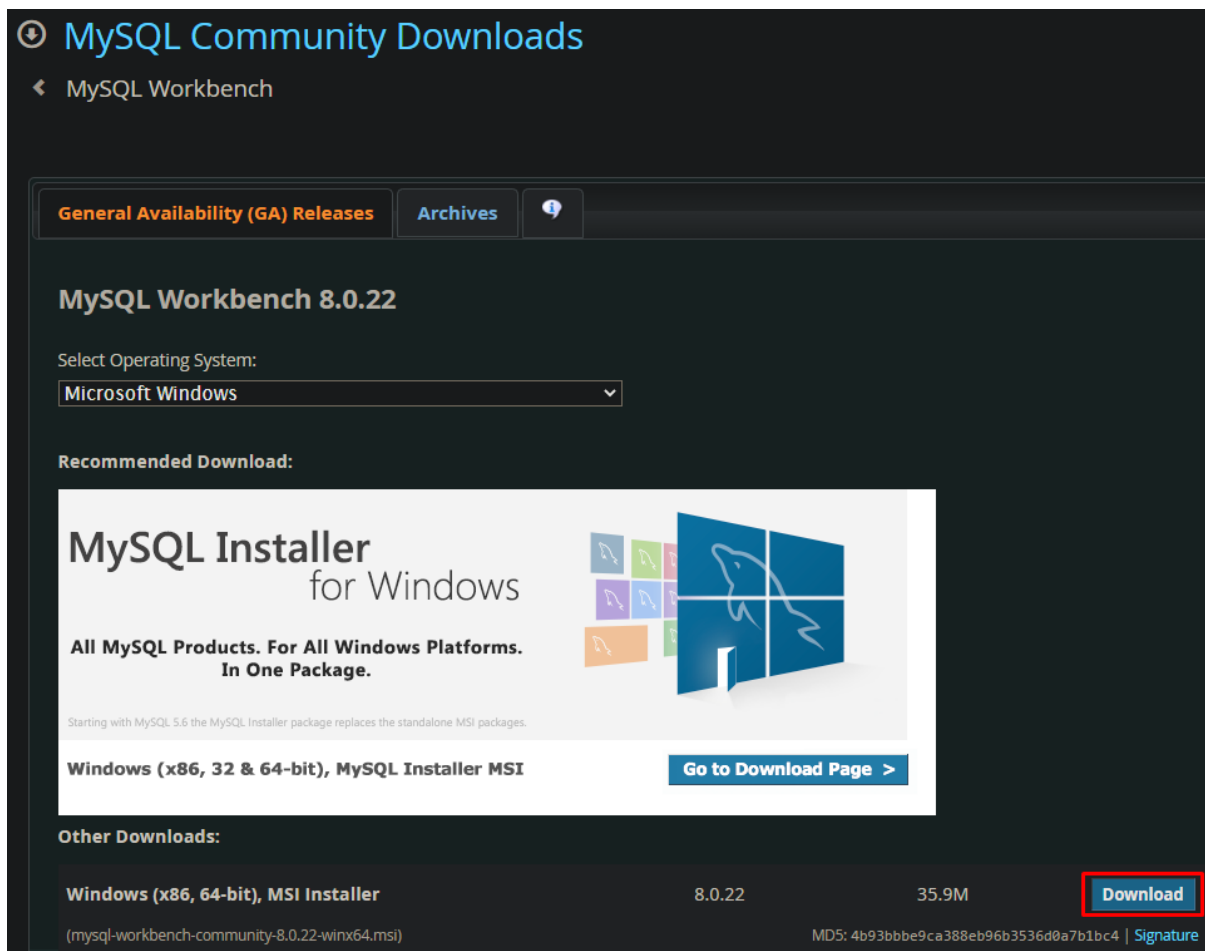 MySQL Community Downloads
MySQL Workbench
General Availability (GA) Releases Archives
MySQL Workbench 8.0.22
Select Operating System:
Microsoft Windows
Recommended Download:
MySQL Installer
for Windows
All MySQL Products. For All Windows Platforms.
In One Package.
Starting with MySQL 5.6 the MySQL Installer package replaces the standalone MSI packages.
Windows (x86, 32 & 64-bit), MySQL Installer MSI Go to Download Page >
Other Downloads:
Windows (x86, 64-bit), MSI Installer 8.0.22 35.9M Download
(mysql-workbench-community-8.0.22-winx64.msi) MD5: 4b93bbbe9ca388eb96b3536d0a7b1bc4 | Signature